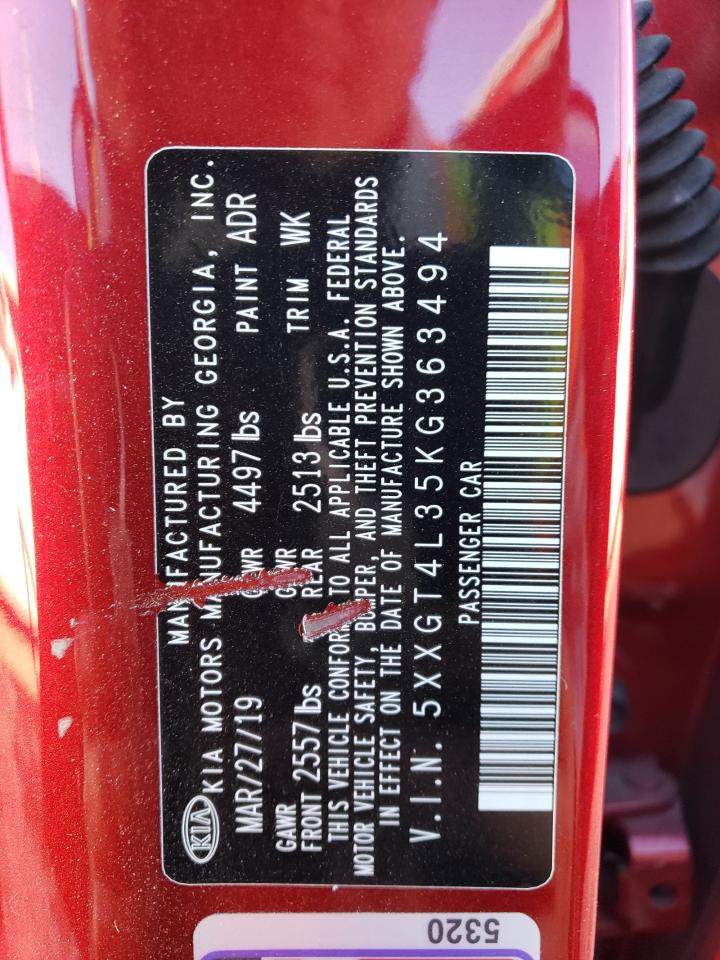 MANUFACTURED BY
KIA KIA MOTORS MANUFACTURING GEORGIA, INC.
MAR/27/19 GVWR 4497 lbs PAINT ADR
GAWR FRONT 2557 lbs GAWR REAR 2513 lbs TRIM WK
THIS VEHICLE CONFORMS TO ALL APPLICABLE U.S.A. FEDERAL
MOTOR VEHICLE SAFETY, BUMPER, AND THEFT PREVENTION STANDARDS
IN EFFECT ON THE DATE OF MANUFACTURE SHOWN ABOVE.
V.I.N. 5XXGT4L35KG363494
PASSENGER CAR
5320